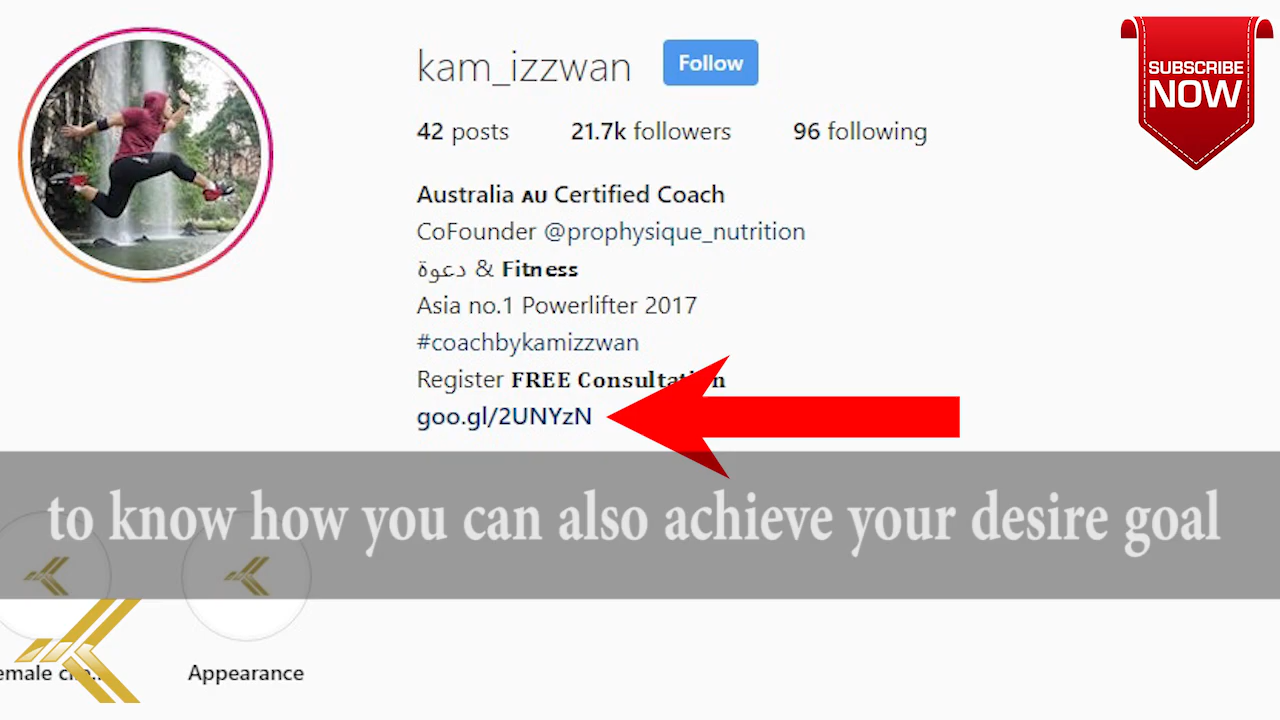 kam_izzwan
Follow
SUBSCRIBE
NOW
42 posts
21.7k followers
96 following
Australia AU Certified Coach
CoFounder @prophysique_nutrition
دعوة & Fitness
Asia no.1 Powerlifter 2017
#coachbykamizzwan
Register FREE
goo.gl/2UNYzN
to know how you can also achieve your desire goal
Appearance